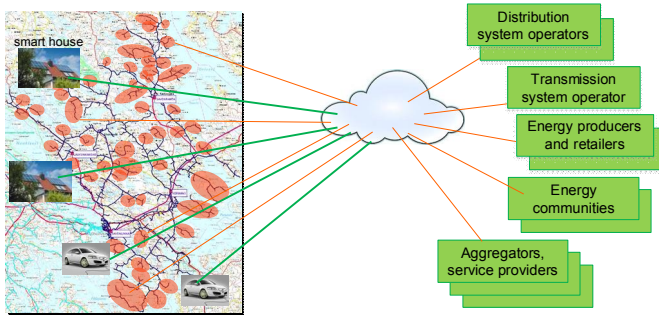 smart house
Distribution
system operators
Transmission
system operator
Energy producers
and retailers
Energy
communities
Aggregators,
service providers